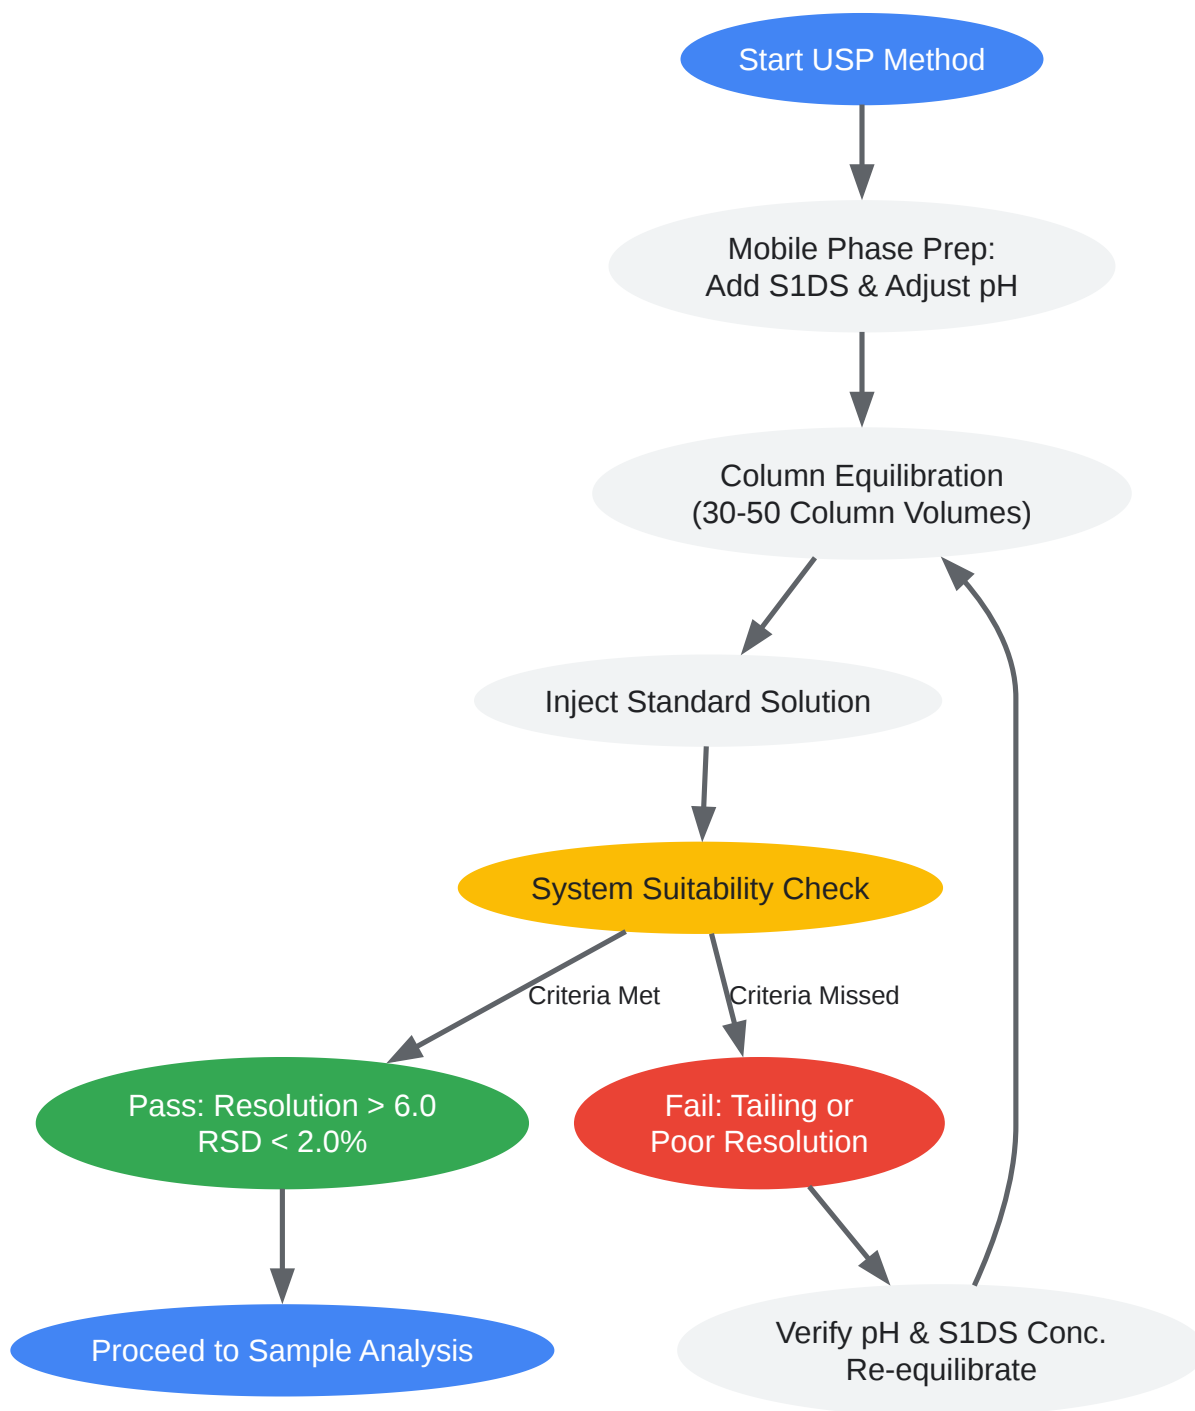 Start USP Method
Mobile Phase Prep:
Add S1DS & Adjust pH
Column Equilibration
(30-50 Column Volumes)
Inject Standard Solution
System Suitability Check
Criteria Met
Criteria Missed
Pass: Resolution > 6.0
RSD < 2.0%
Fail: Tailing or
Poor Resolution
Proceed to Sample Analysis
Verify pH & S1DS Conc.
Re-equilibrate